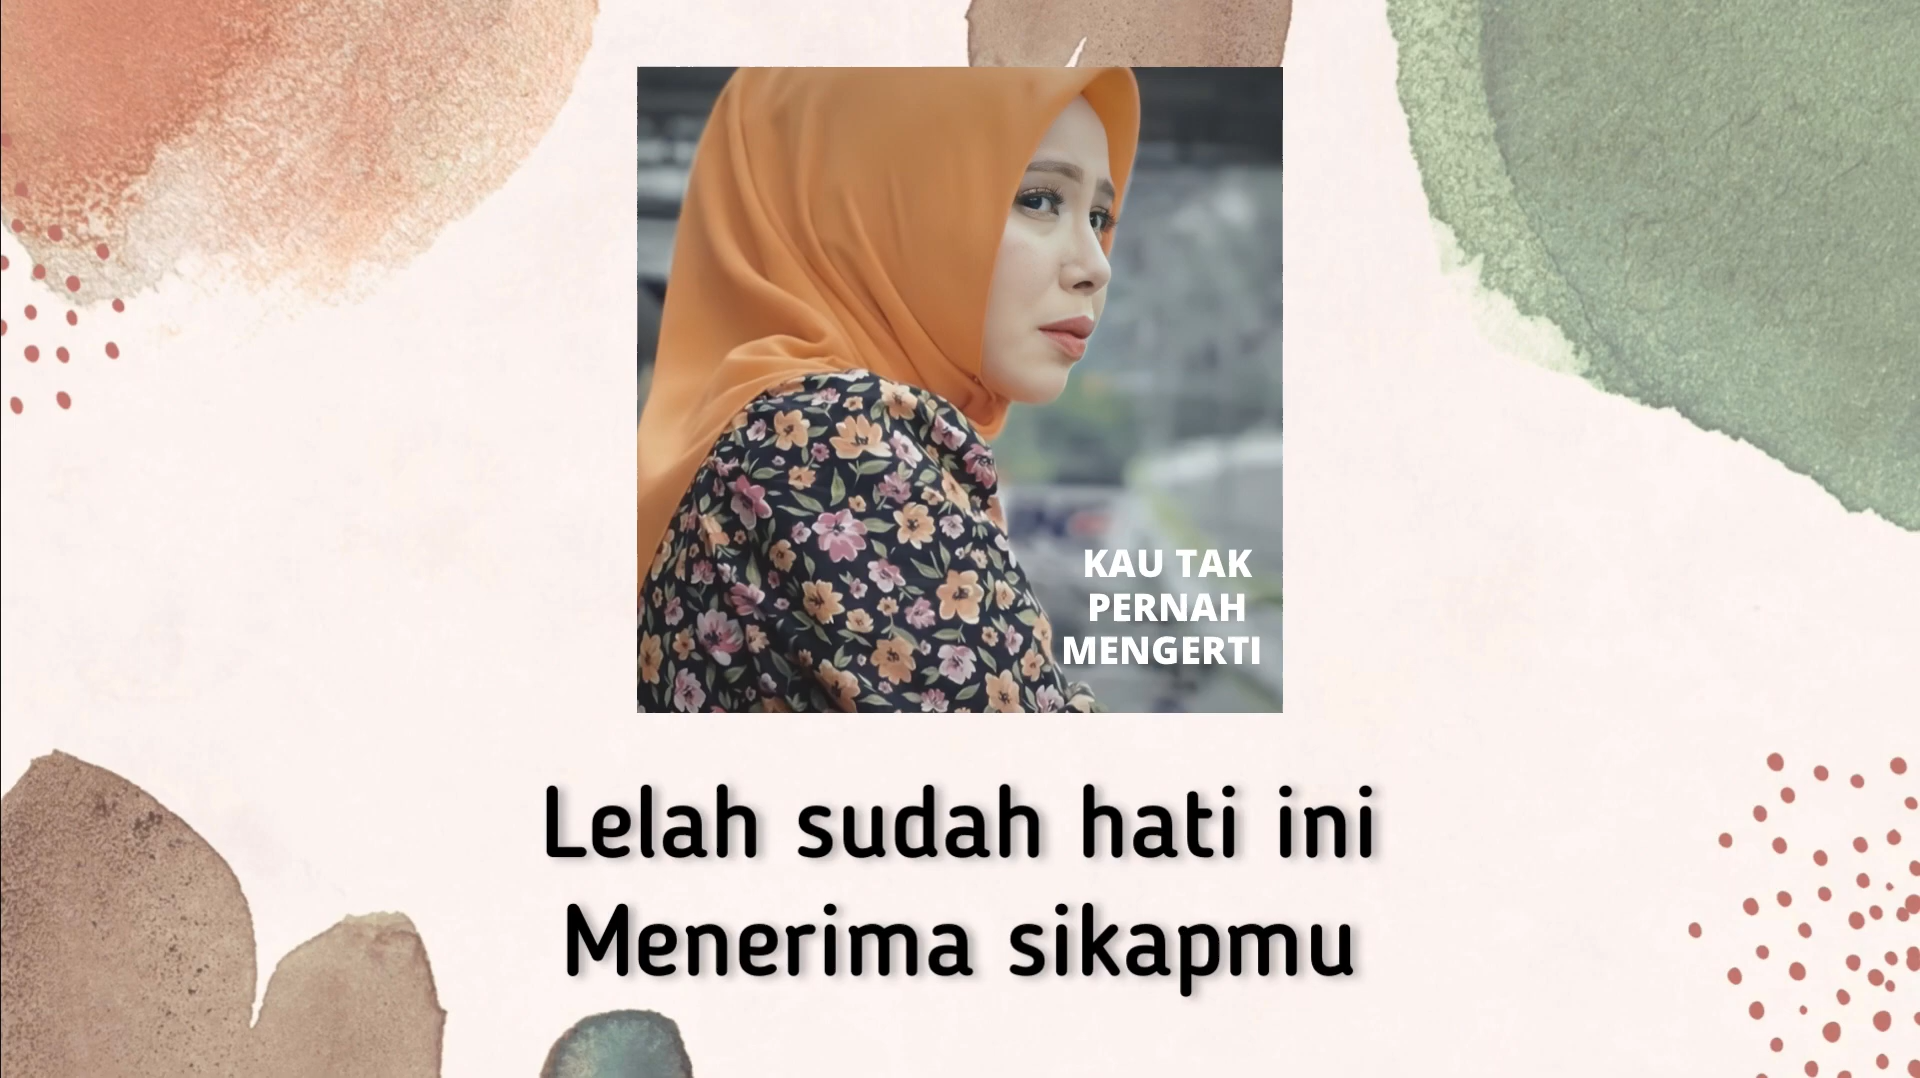 KAU TAK
PERNAH
MENGERTI
Lelah sudah hati ini
Menerima sikapmu